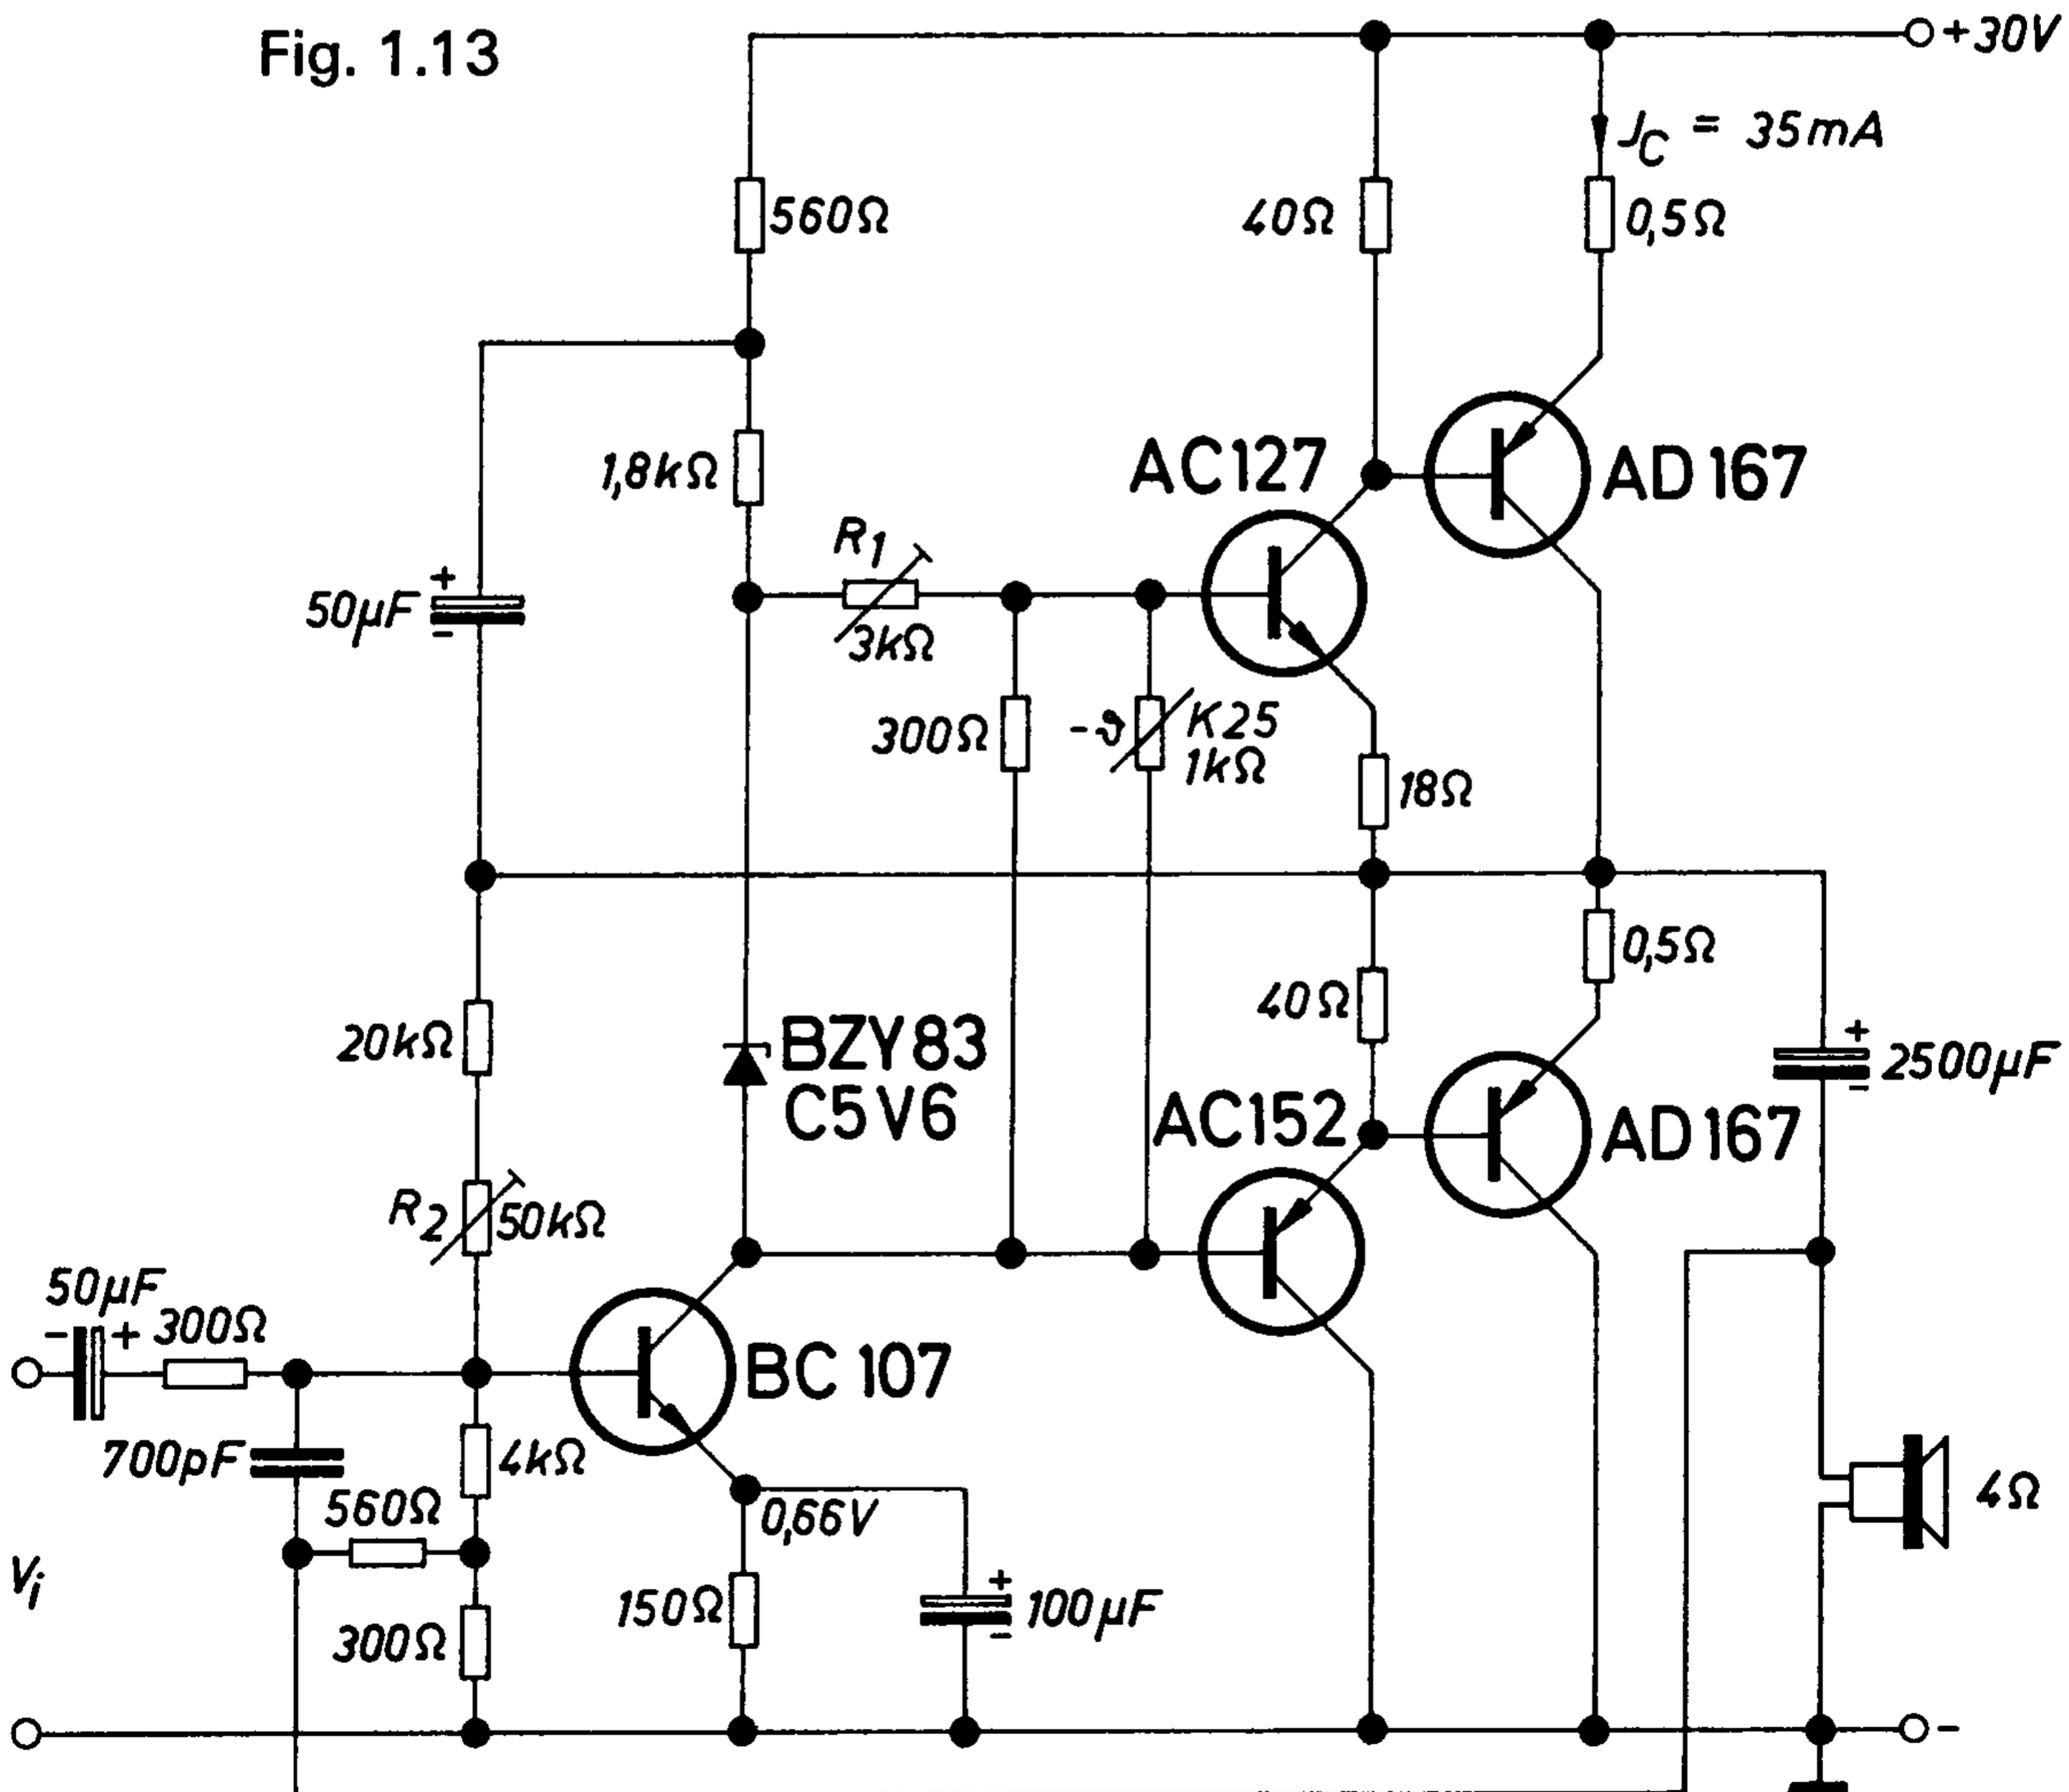 Fig. 1.13
+30V
J_C = 35mA
560Ω
40Ω
0,5Ω
1,8kΩ
AC127
AD167
R1
3kΩ
+
50µF
-
300Ω
-ϑ
K25
1kΩ
18Ω
0,5Ω
20kΩ
40Ω
BZY83
C5V6
+
2500µF
-
AC152
AD167
R2
50kΩ
50µF
- +
300Ω
BC107
700pF
4kΩ
560Ω
0,66V
4Ω
Vi
300Ω
150Ω
+
100µF
-
-